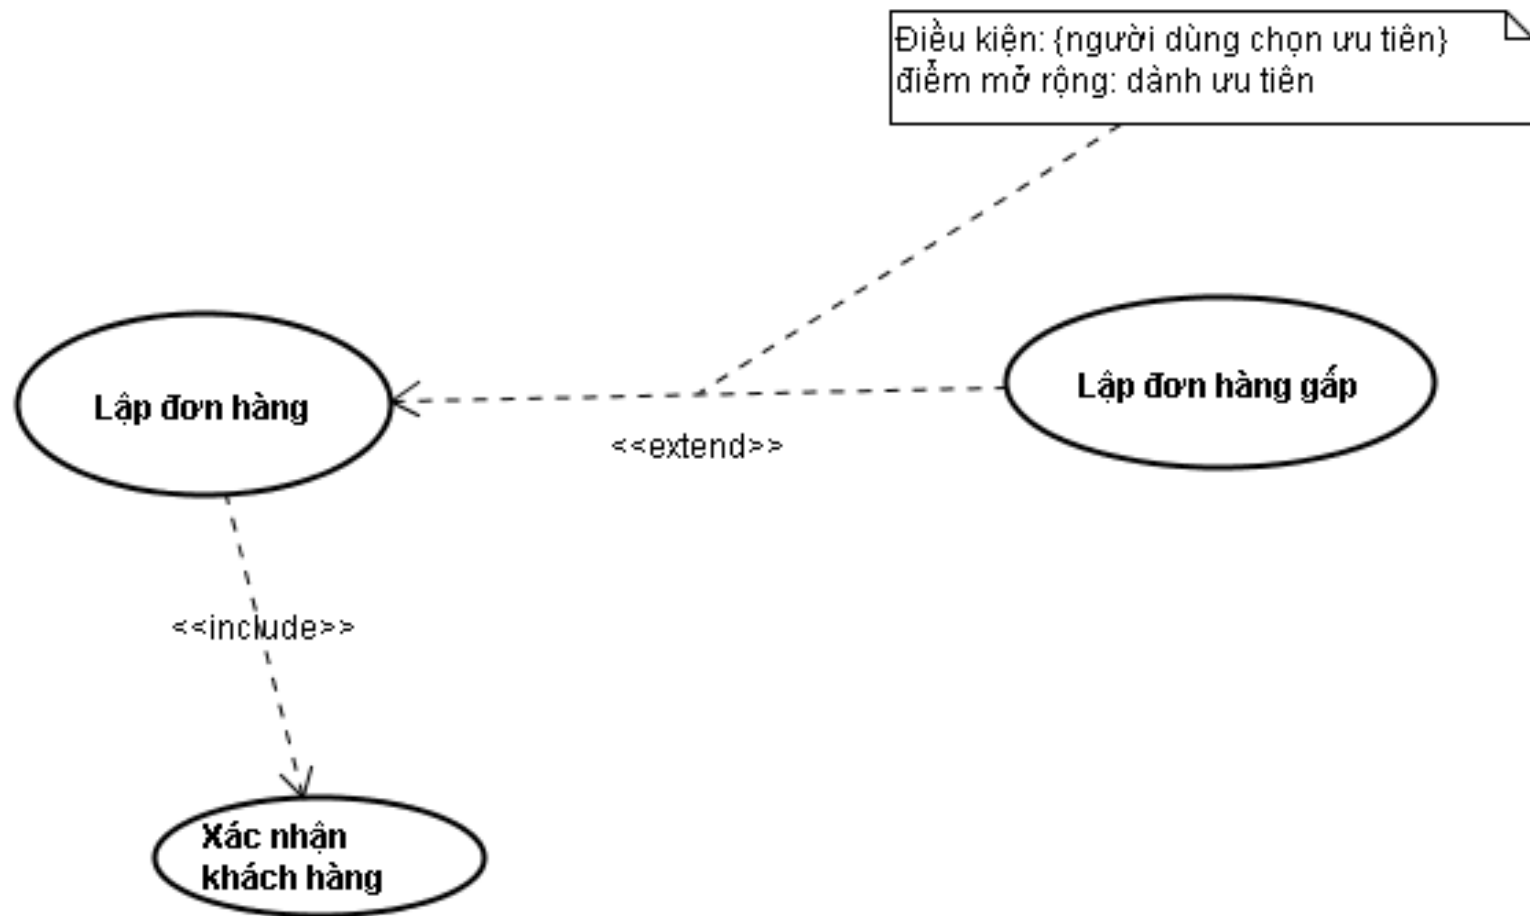 Điều kiện: {người dùng chọn ưu tiên}
điểm mở rộng: dành ưu tiên
Lập đơn hàng
Lập đơn hàng gấp
<<extend>>
<<include>>
Xác nhận
khách hàng